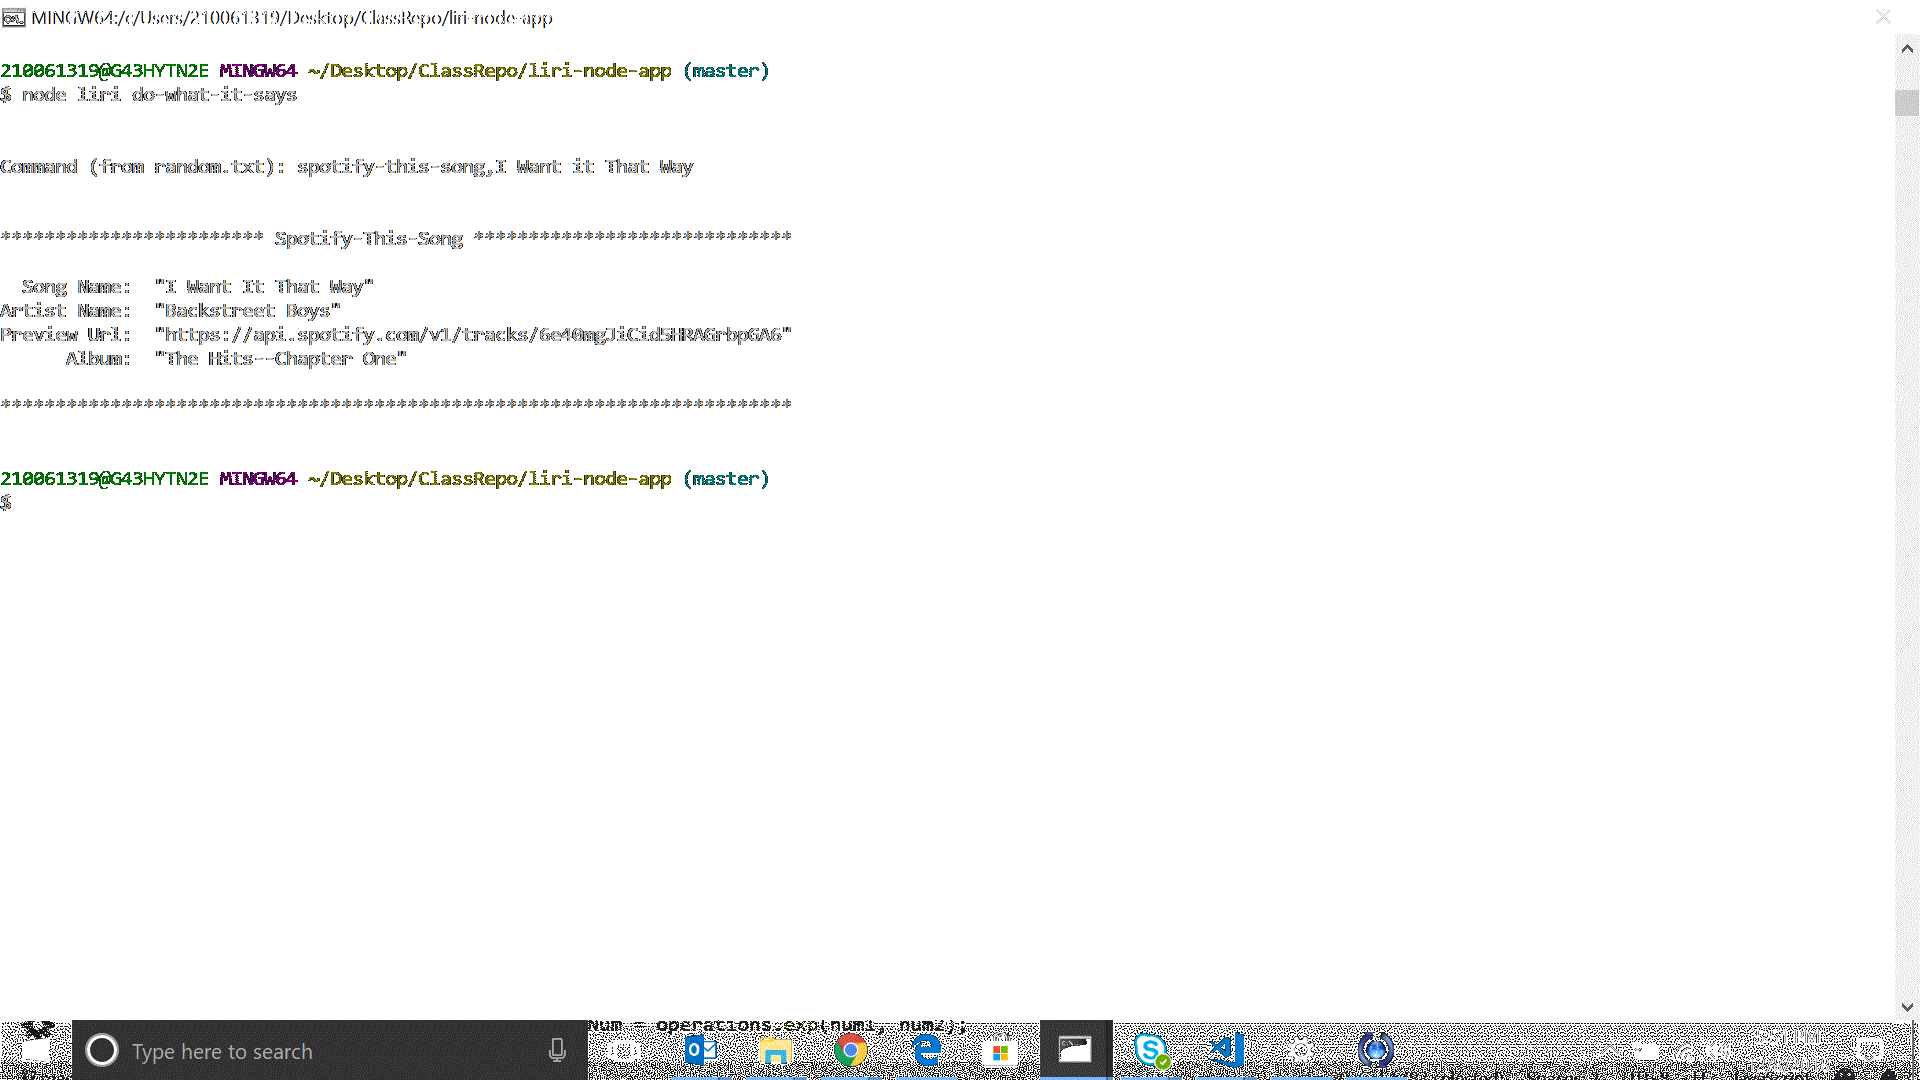 MINGW64:/c/Users/210061319/Desktop/ClassRepo/liri-node-app
210061319@G43HYTN2E MINGW64 ~/Desktop/ClassRepo/liri-node-app (master)
$ node liri do-what-it-says
Command (from random.txt): spotify-this-song,I Want it That Way
************************ Spotify-This-Song *****************************
Song Name: "I Want It That Way"
Artist Name: "Backstreet Boys"
Preview Url: "https://api.spotify.com/v1/tracks/6e40mgJiCid5HRAGrbpGA6"
Album: "The Hits--Chapter One"
************************************************************************
210061319@G43HYTN2E MINGW64 ~/Desktop/ClassRepo/liri-node-app (master)
$
Num = operations.exp(num1, num2);
Type here to search